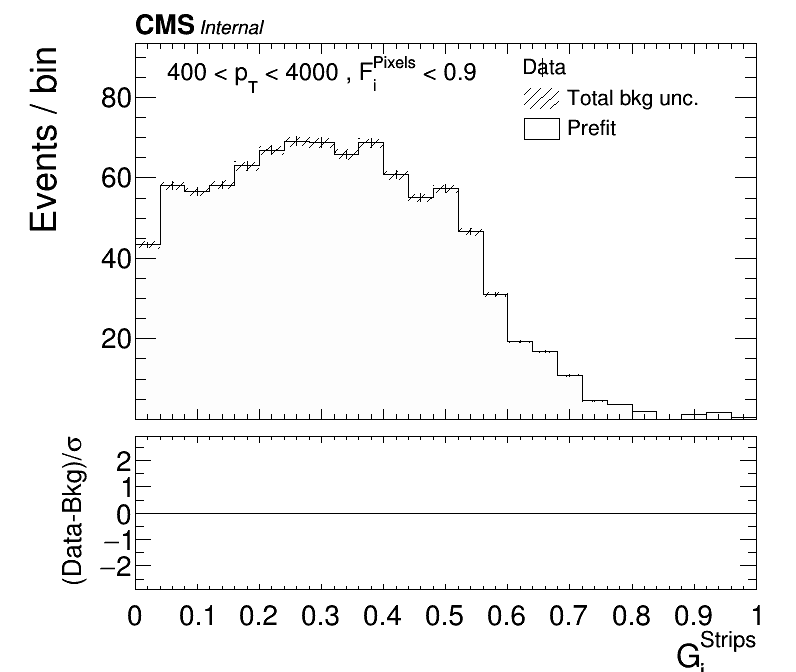 CMS Internal
400 < p_T < 4000 , F_i^Pixels < 0.9
Data
Total bkg unc.
Prefit
Events / bin
80
60
40
20
(Data-Bkg)/σ
2
1
0
−1
−2
0 0.1 0.2 0.3 0.4 0.5 0.6 0.7 0.8 0.9 1
G_i^Strips